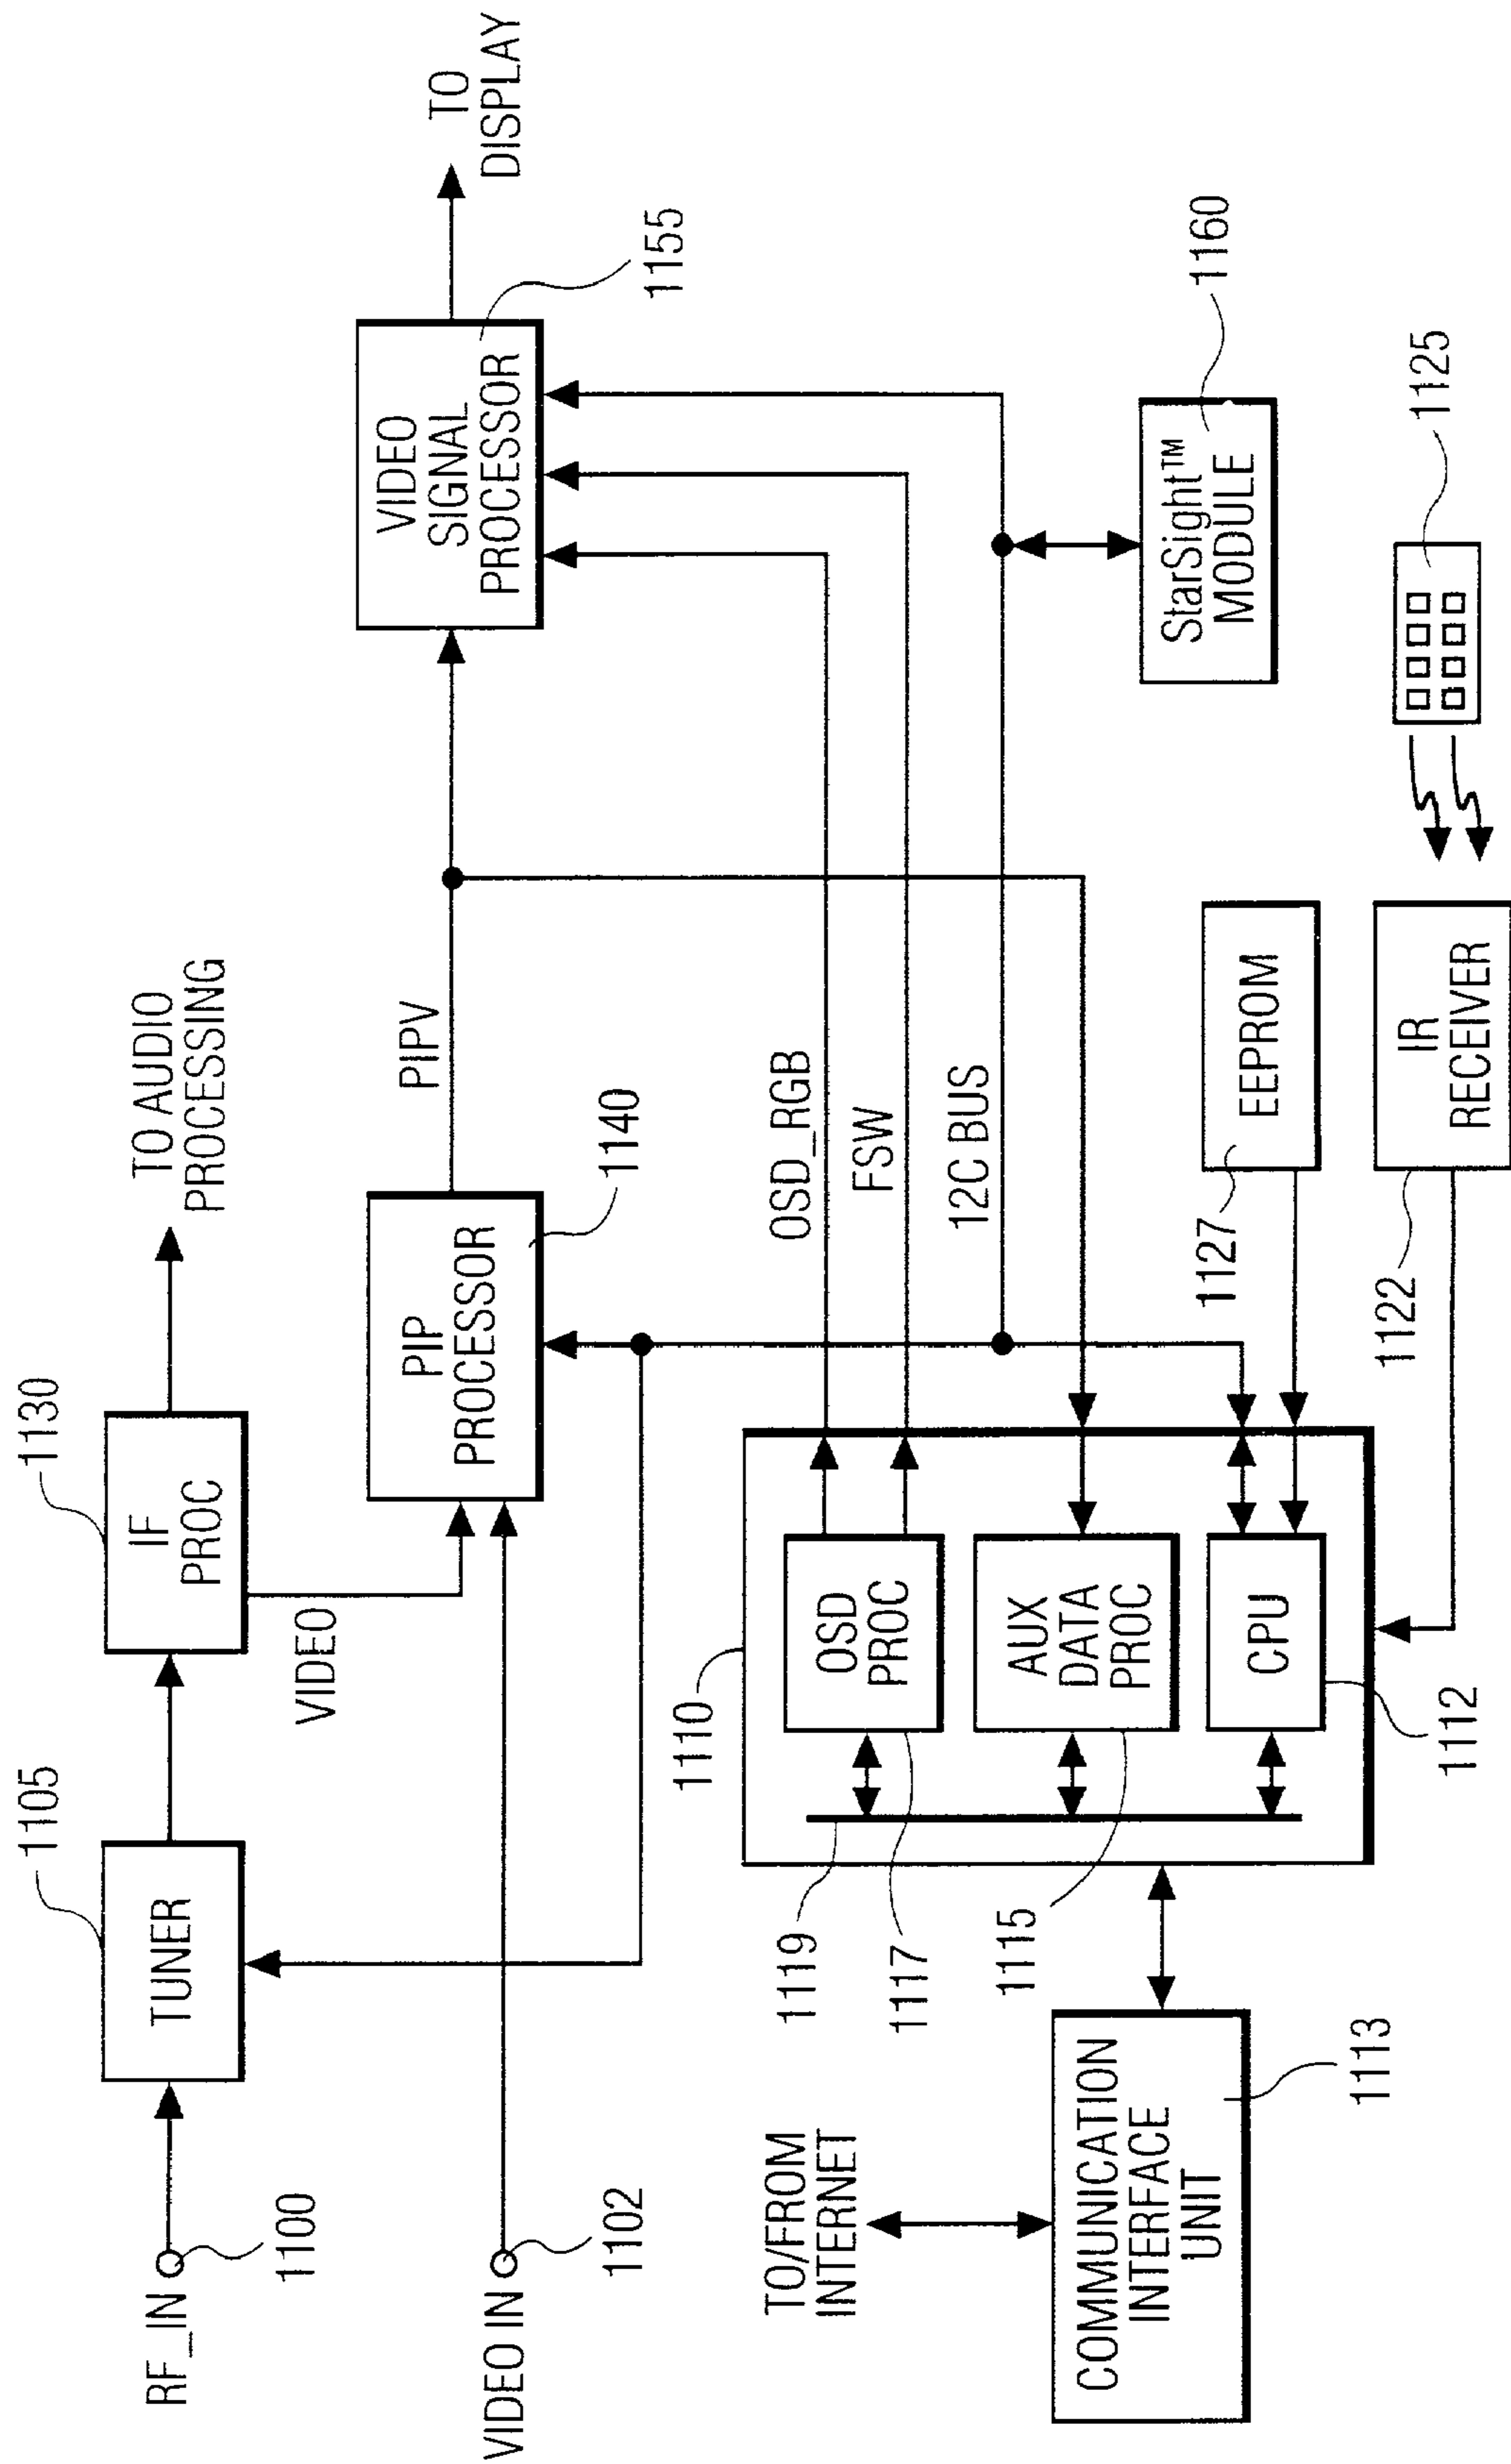 RF_IN
1100
TUNER
1105
IF
PROC
1130
TO AUDIO
PROCESSING
VIDEO
VIDEO IN
1102
PIP
PROCESSOR
1140
PIPV
VIDEO
SIGNAL
PROCESSOR
1155
TO
DISPLAY
OSD_RGB
FSW
12C BUS
1110
OSD
PROC
AUX
DATA
PROC
CPU
1119
1117
1115
1112
TO/FROM
INTERNET
COMMUNICATION
INTERFACE
UNIT
1113
EEPROM
1127
IR
RECEIVER
1122
StarSight™
MODULE
1160
1125